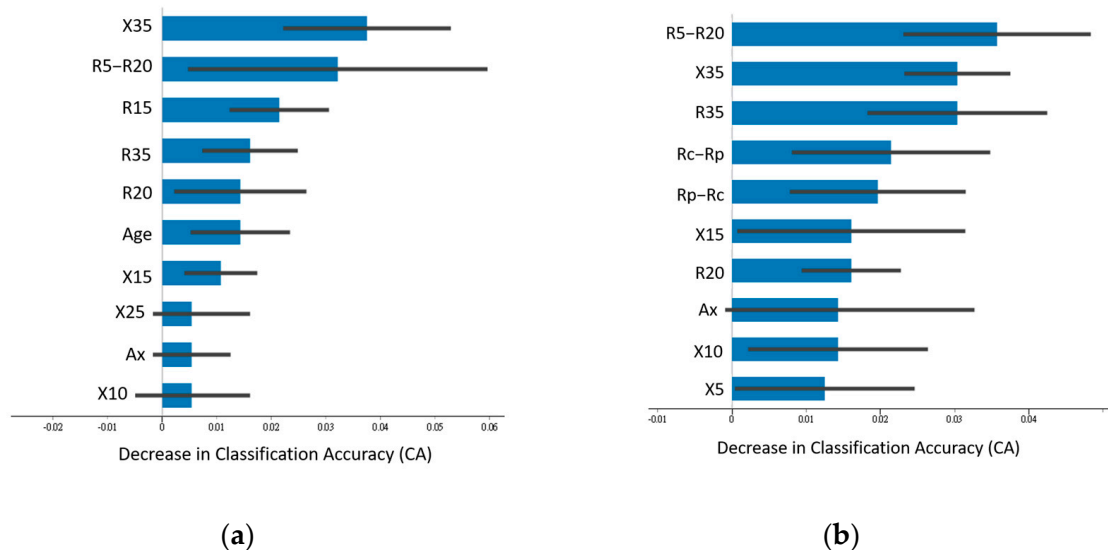 X35
R5–R20
R15
R35
R20
Age
X15
X25
Ax
X10
-0.02 -0.01 0 0.01 0.02 0.03 0.04 0.05 0.06
Decrease in Classification Accuracy (CA)
(a)
R5–R20
X35
R35
Rc–Rp
Rp–Rc
X15
R20
Ax
X10
X5
-0.01 0 0.01 0.02 0.03 0.04
Decrease in Classification Accuracy (CA)
(b)